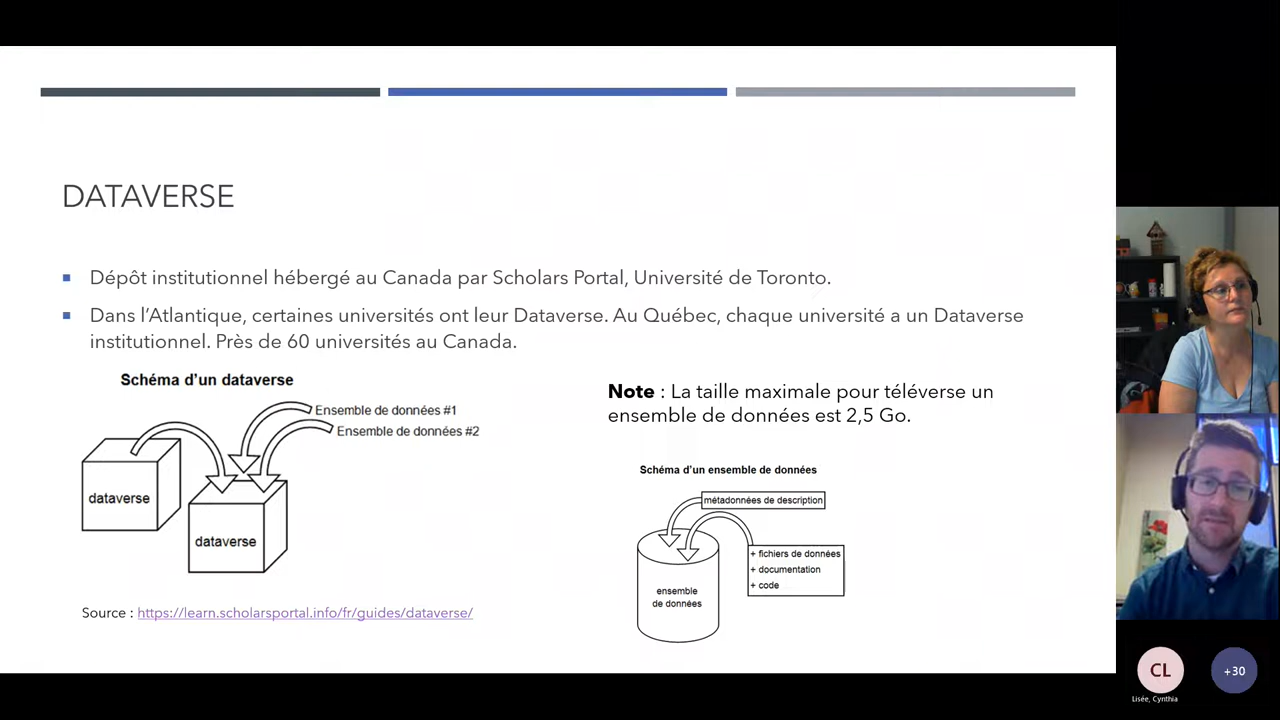 DATAVERSE
Dépôt institutionnel hébergé au Canada par Scholars Portal, Université de Toronto.
Dans l’Atlantique, certaines universités ont leur Dataverse. Au Québec, chaque université a un Dataverse
institutionnel. Près de 60 universités au Canada.
Schéma d’un dataverse
Ensemble de données #1
Ensemble de données #2
dataverse
dataverse
Source : https://learn.scholarsportal.info/fr/guides/dataverse/
Note : La taille maximale pour téléverse un
ensemble de données est 2,5 Go.
Schéma d’un ensemble de données
métadonnées de description
+ fichiers de données
+ documentation
+ code
ensemble
de données
CL
Lisée, Cynthia
+30